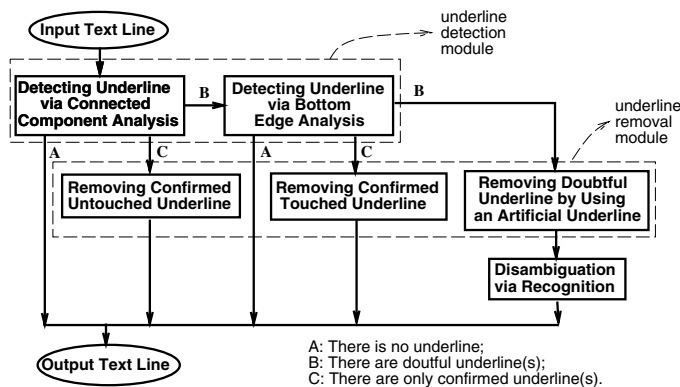 Input Text Line
underline
detection
module
Detecting Underline
via Connected
Component Analysis
B
Detecting Underline
via Bottom
Edge Analysis
B
underline
removal
module
A
C
A
C
Removing Confirmed
Untouched Underline
Removing Confirmed
Touched Underline
Removing Doubtful
Underline by Using
an Artificial Underline
Disambiguation
via Recognition
Output Text Line
A: There is no underline;
B: There are doutful underline(s);
C: There are only confirmed underline(s).